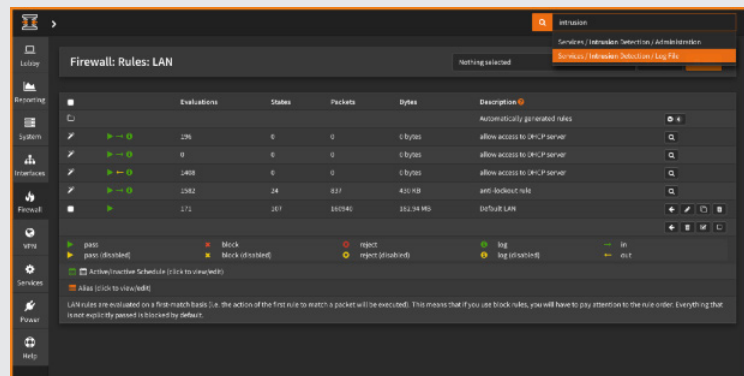 intrusion
Services / Intrusion Detection / Administration
Services / Intrusion Detection / Log File
Lobby
Reporting
System
Interfaces
Firewall
VPN
Services
Power
Help
Firewall: Rules: LAN
Nothing selected
Evaluations States Packets Bytes Description
Automatically generated rules
196 0 0 0 bytes allow access to DHCP server
0 0 0 0 bytes allow access to DHCP server
1408 0 0 0 bytes allow access to DHCP server
1582 24 837 430 KB anti-lockout rule
171 167 160940 162.94 MB Default LAN
pass block reject log in
pass (disabled) block (disabled) reject (disabled) log (disabled) out
Active/Inactive Schedule (click to view/edit)
Alias (click to view/edit)
LAN rules are evaluated on a first-match basis (i.e. the action of the first rule to match a packet will be executed). This means that if you use block rules, you will have to pay attention to the rule order. Everything that
is not explicitly passed is blocked by default.